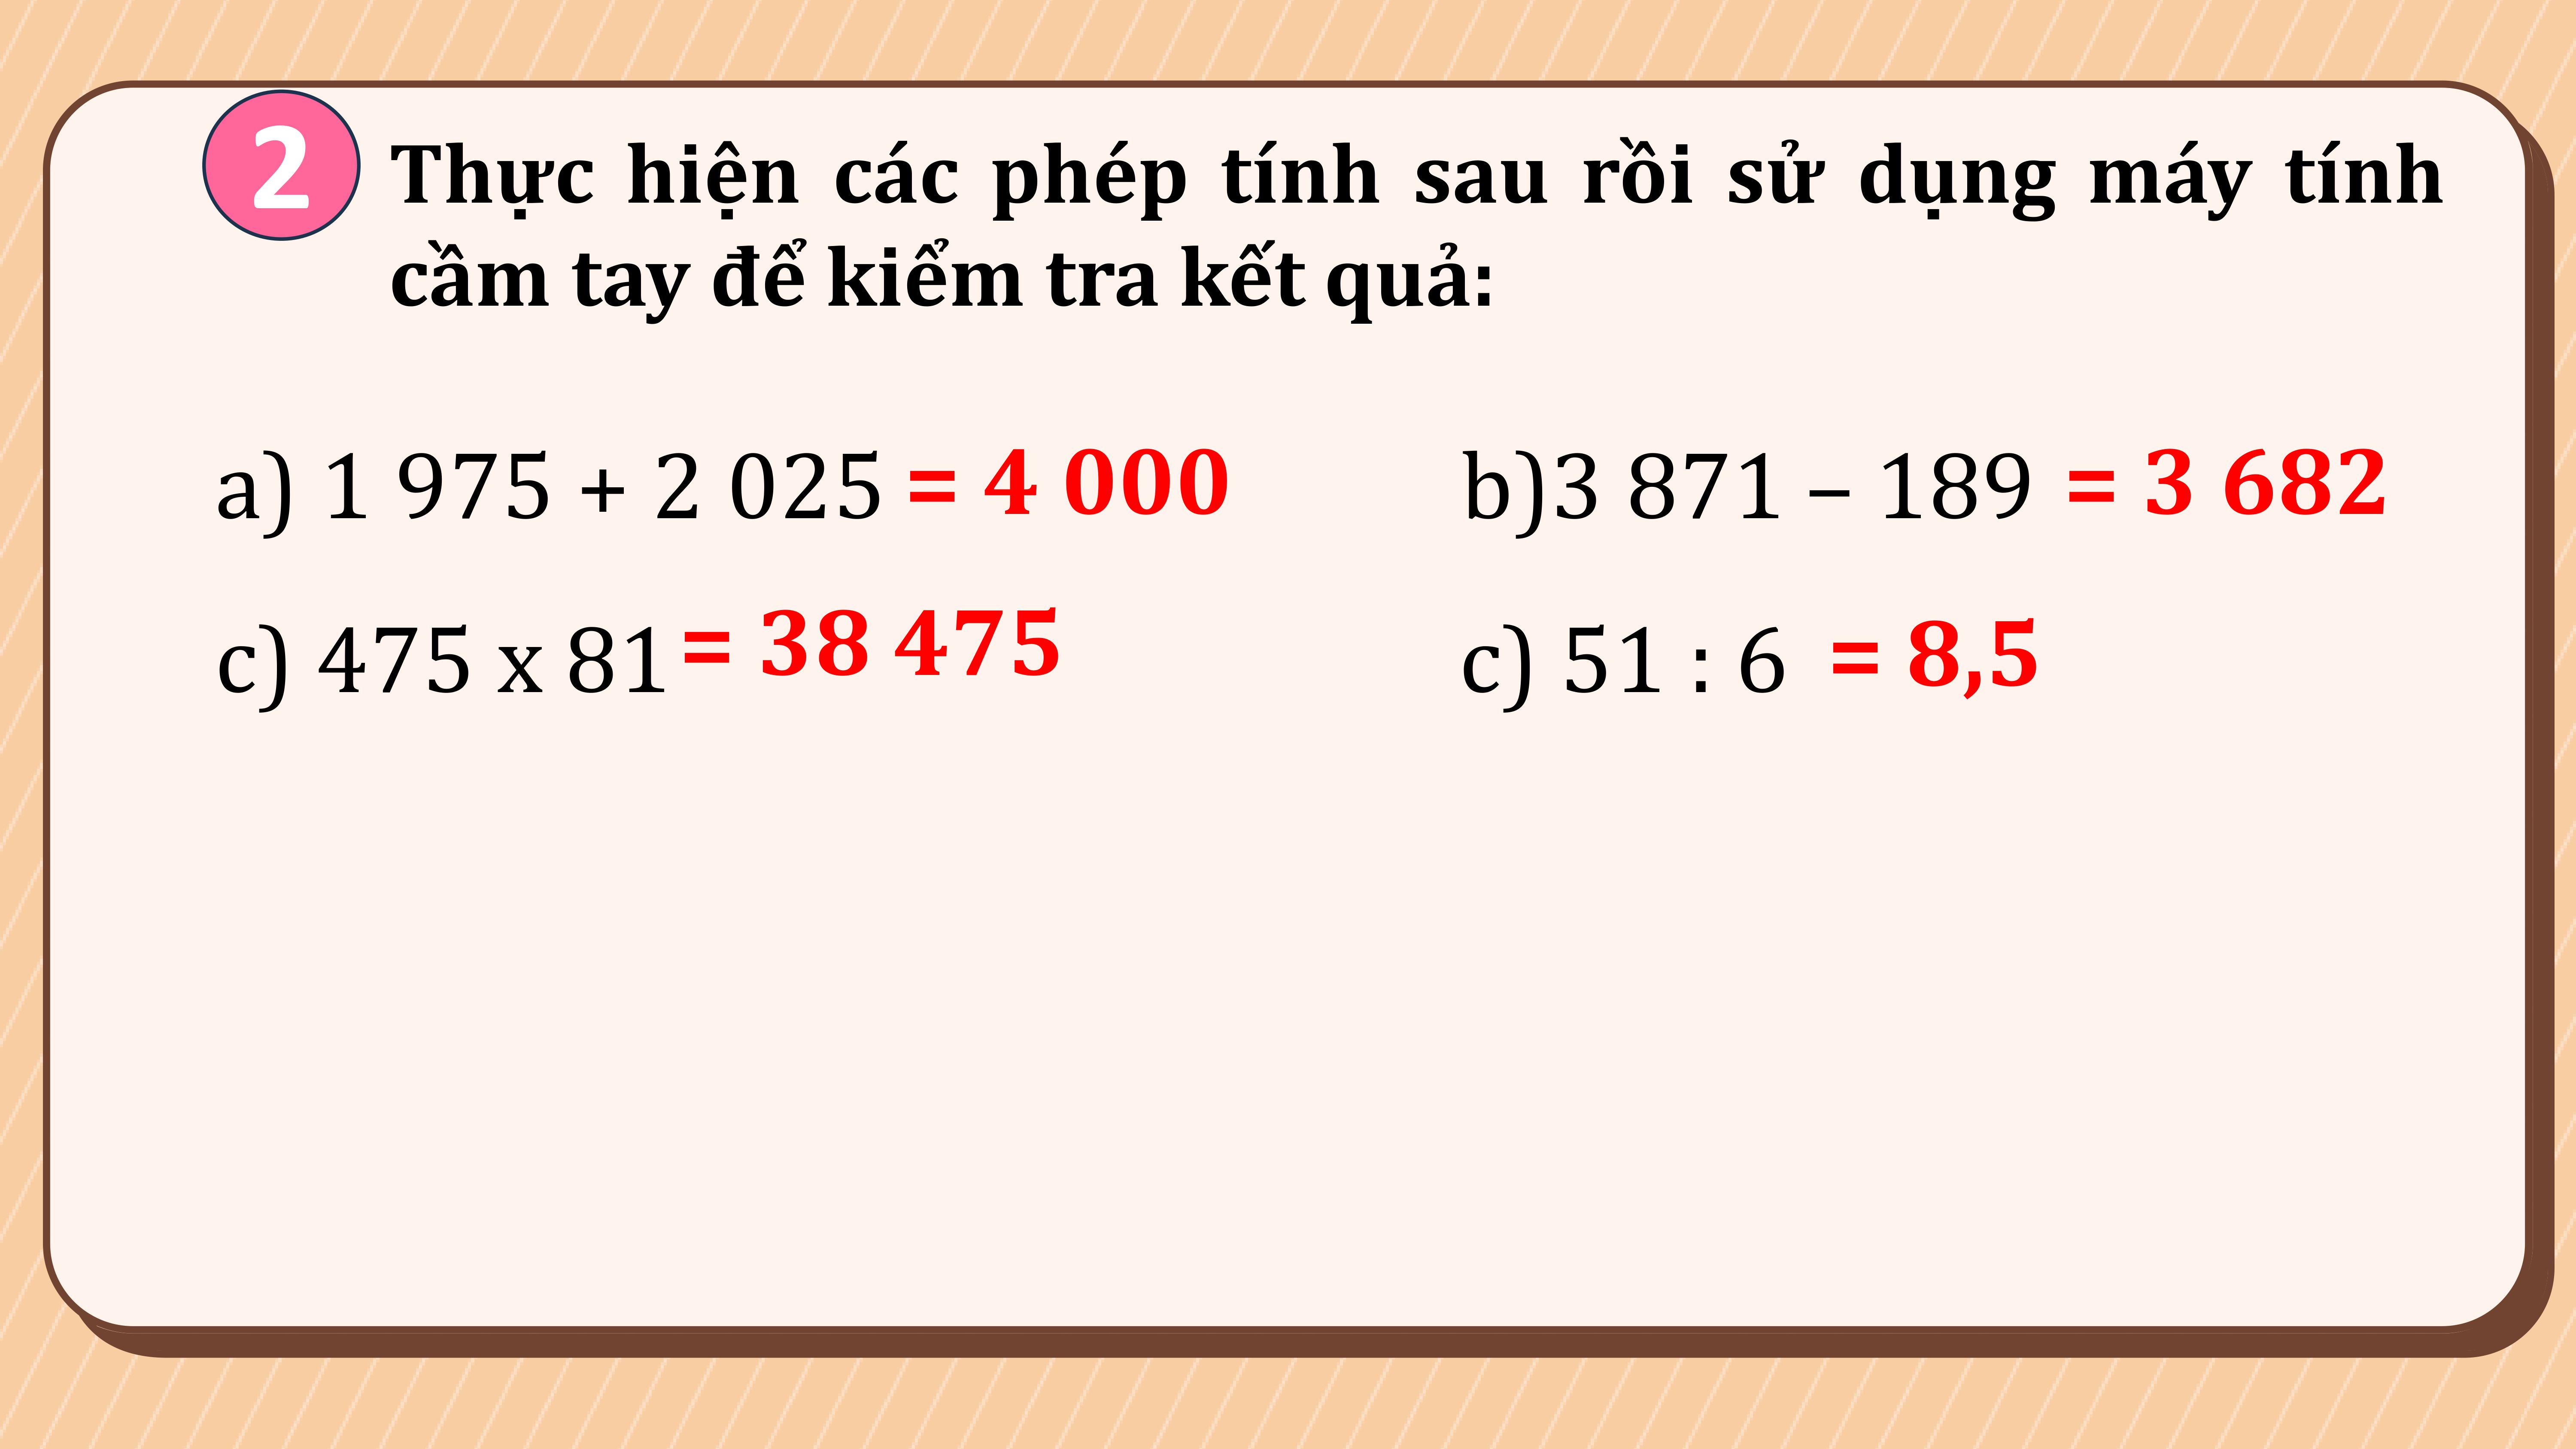 2
Thực hiện các phép tính sau rồi sử dụng máy tính
cầm tay để kiểm tra kết quả:
a) 1 975 + 2 025 = 4 000
b)3 871 – 189 = 3 682
c) 475 x 81 = 38 475
c) 51 : 6 = 8,5